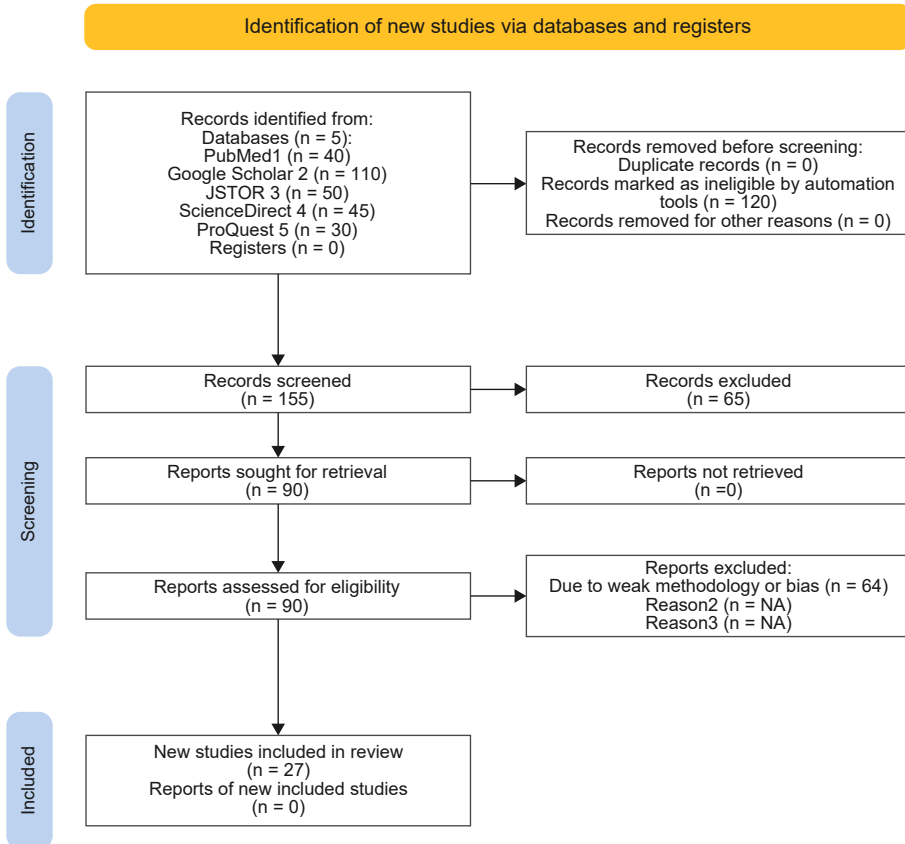 Identification of new studies via databases and registers
Identification
Records identified from:
Databases (n = 5):
PubMed1 (n = 40)
Google Scholar 2 (n = 110)
JSTOR 3 (n = 50)
ScienceDirect 4 (n = 45)
ProQuest 5 (n = 30)
Registers (n = 0)
Records removed before screening:
Duplicate records (n = 0)
Records marked as ineligible by automation
tools (n = 120)
Records removed for other reasons (n = 0)
Screening
Records screened
(n = 155)
Records excluded
(n = 65)
Reports sought for retrieval
(n = 90)
Reports not retrieved
(n =0)
Reports assessed for eligibility
(n = 90)
Reports excluded:
Due to weak methodology or bias (n = 64)
Reason2 (n = NA)
Reason3 (n = NA)
Included
New studies included in review
(n = 27)
Reports of new included studies
(n = 0)